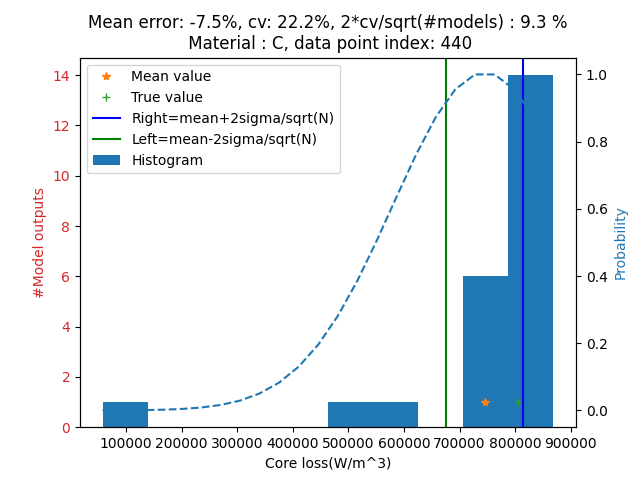 Mean error: -7.5%, cv: 22.2%, 2*cv/sqrt(#models) : 9.3 %
Material : C, data point index: 440
Mean value
True value
Right=mean+2sigma/sqrt(N)
Left=mean-2sigma/sqrt(N)
Histogram
14
12
10
8
6
4
2
0
#Model outputs
1.0
0.8
0.6
0.4
0.2
0.0
Probability
100000 200000 300000 400000 500000 600000 700000 800000 900000
Core loss(W/m^3)